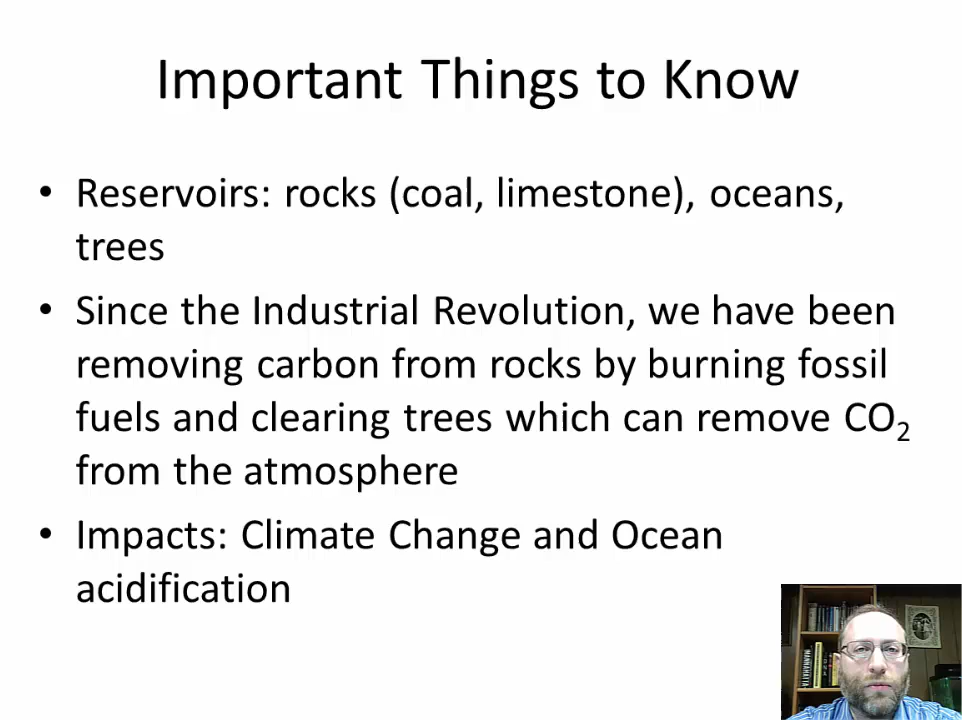 Important Things to Know
• Reservoirs: rocks (coal, limestone), oceans,
trees
• Since the Industrial Revolution, we have been
removing carbon from rocks by burning fossil
fuels and clearing trees which can remove CO₂
from the atmosphere
• Impacts: Climate Change and Ocean
acidification
MANNAHATTA